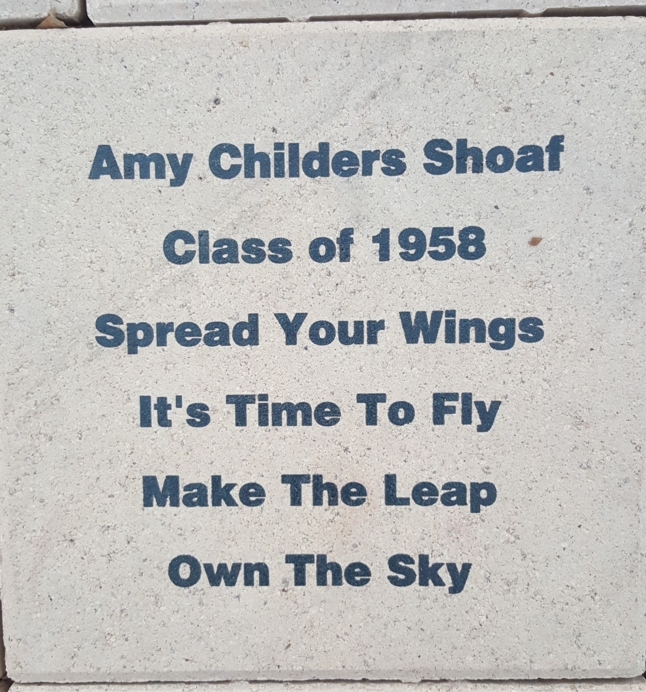 Amy Childers Shoaf
Class of 1958
Spread Your Wings
It's Time To Fly
Make The Leap
Own The Sky